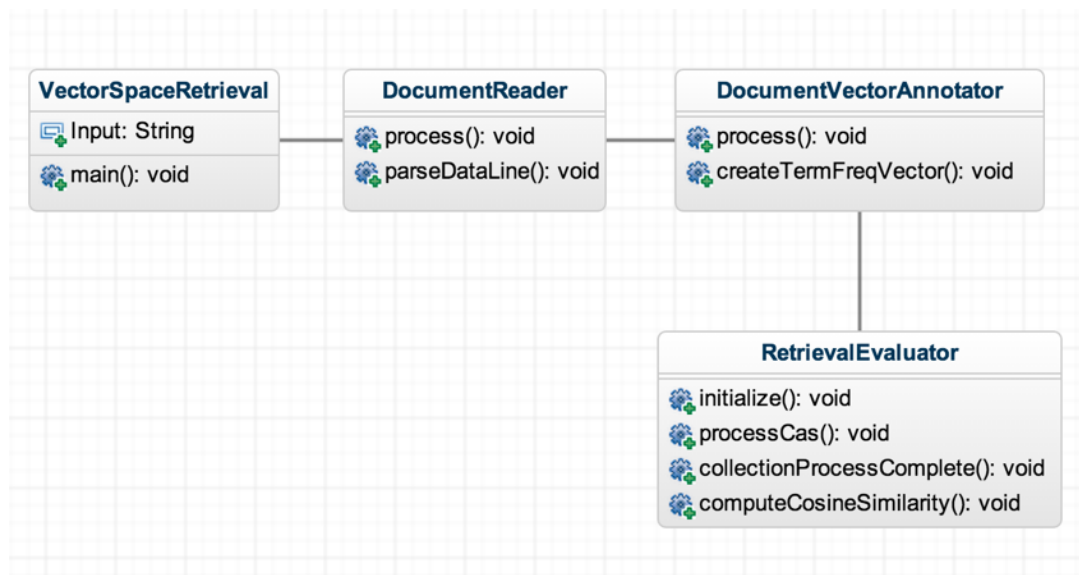 VectorSpaceRetrieval
Input: String
main(): void
DocumentReader
process(): void
parseDataLine(): void
DocumentVectorAnnotator
process(): void
createTermFreqVector(): void
RetrievalEvaluator
initialize(): void
processCas(): void
collectionProcessComplete(): void
computeCosineSimilarity(): void